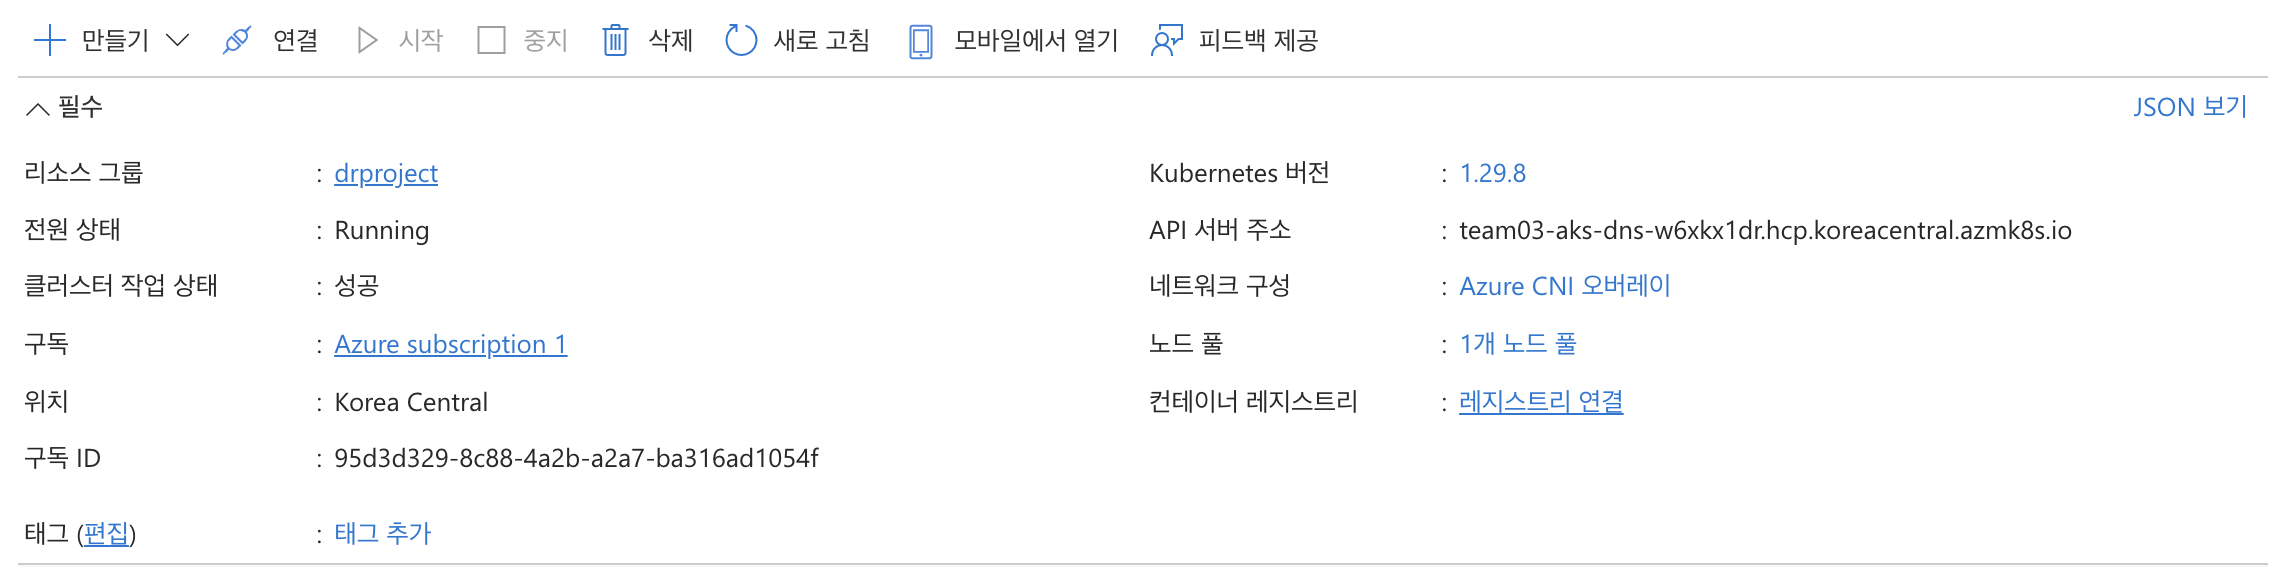 만들기 연결 시작 중지 삭제 새로 고침 모바일에서 열기 피드백 제공
필수 JSON 보기
리소스 그룹 : drproject
전원 상태 : Running
클러스터 작업 상태 : 성공
구독 : Azure subscription 1
위치 : Korea Central
구독 ID : 95d3d329-8c88-4a2b-a2a7-ba316ad1054f
태그 (편집) : 태그 추가
Kubernetes 버전 : 1.29.8
API 서버 주소 : team03-aks-dns-w6xkx1dr.hcp.koreacentral.azmk8s.io
네트워크 구성 : Azure CNI 오버레이
노드 풀 : 1개 노드 풀
컨테이너 레지스트리 : 레지스트리 연결